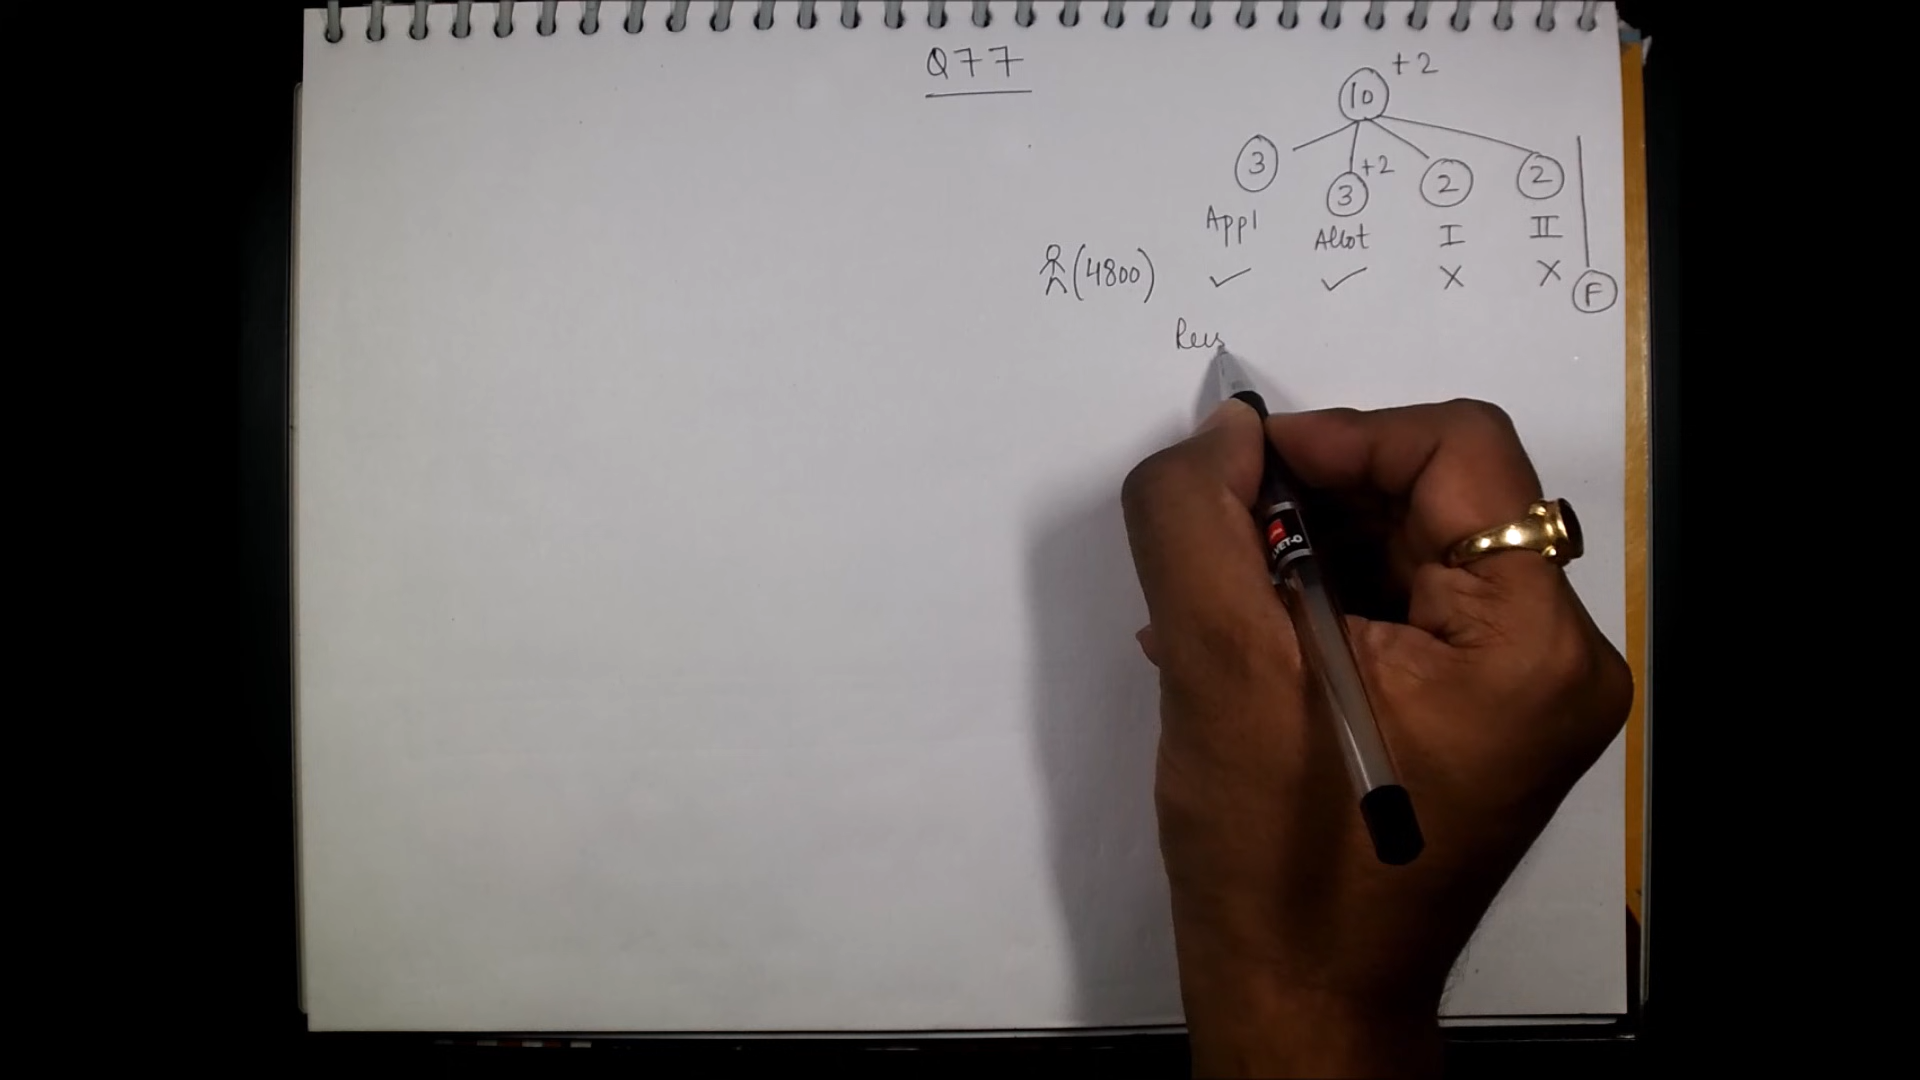 Q77
10 +2
3 3 +2 2 2
Appl Allot I II
(4800) ✓ ✓ X X F